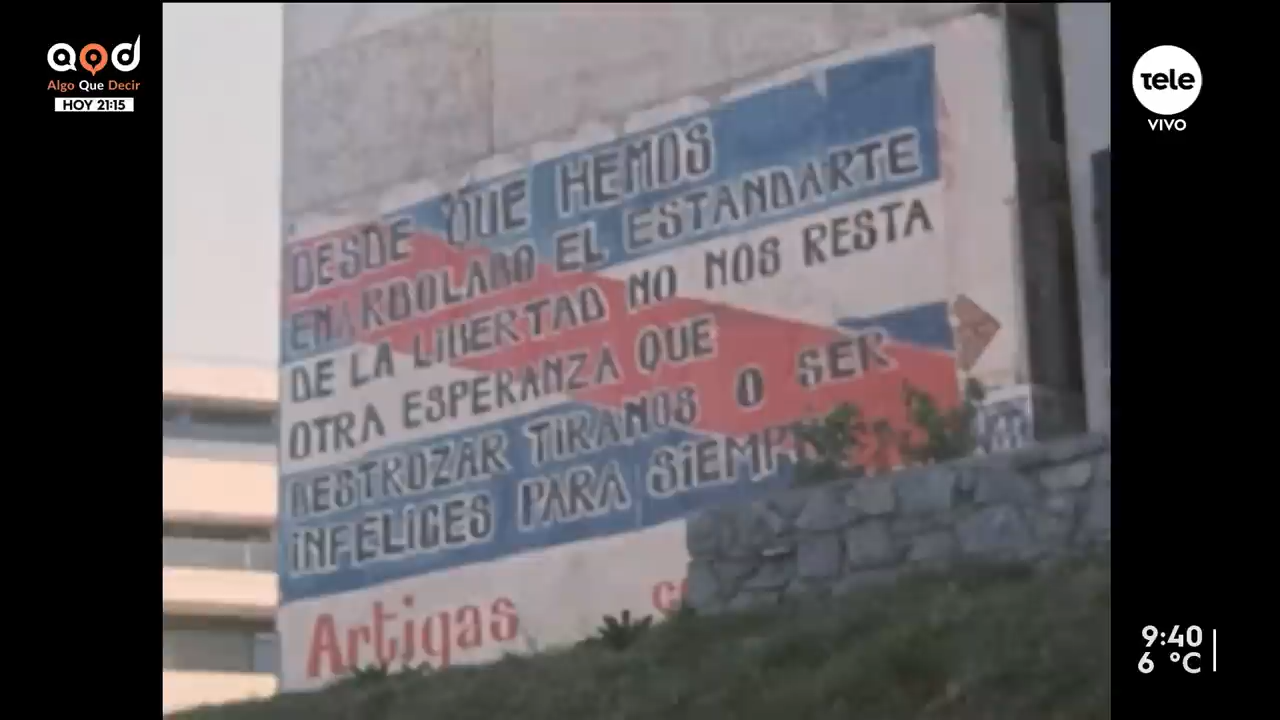 aqd
Algo Que Decir
HOY 21:15
DESDE QUE HEMOS
ENARBOLADO EL ESTANDARTE
DE LA LIBERTAD NO NOS RESTA
OTRA ESPERANZA QUE
DESTROZAR TIRANOS O SER
INFELICES PARA SIEMPRE
Artigas
tele
VIVO
9:40
6 °C